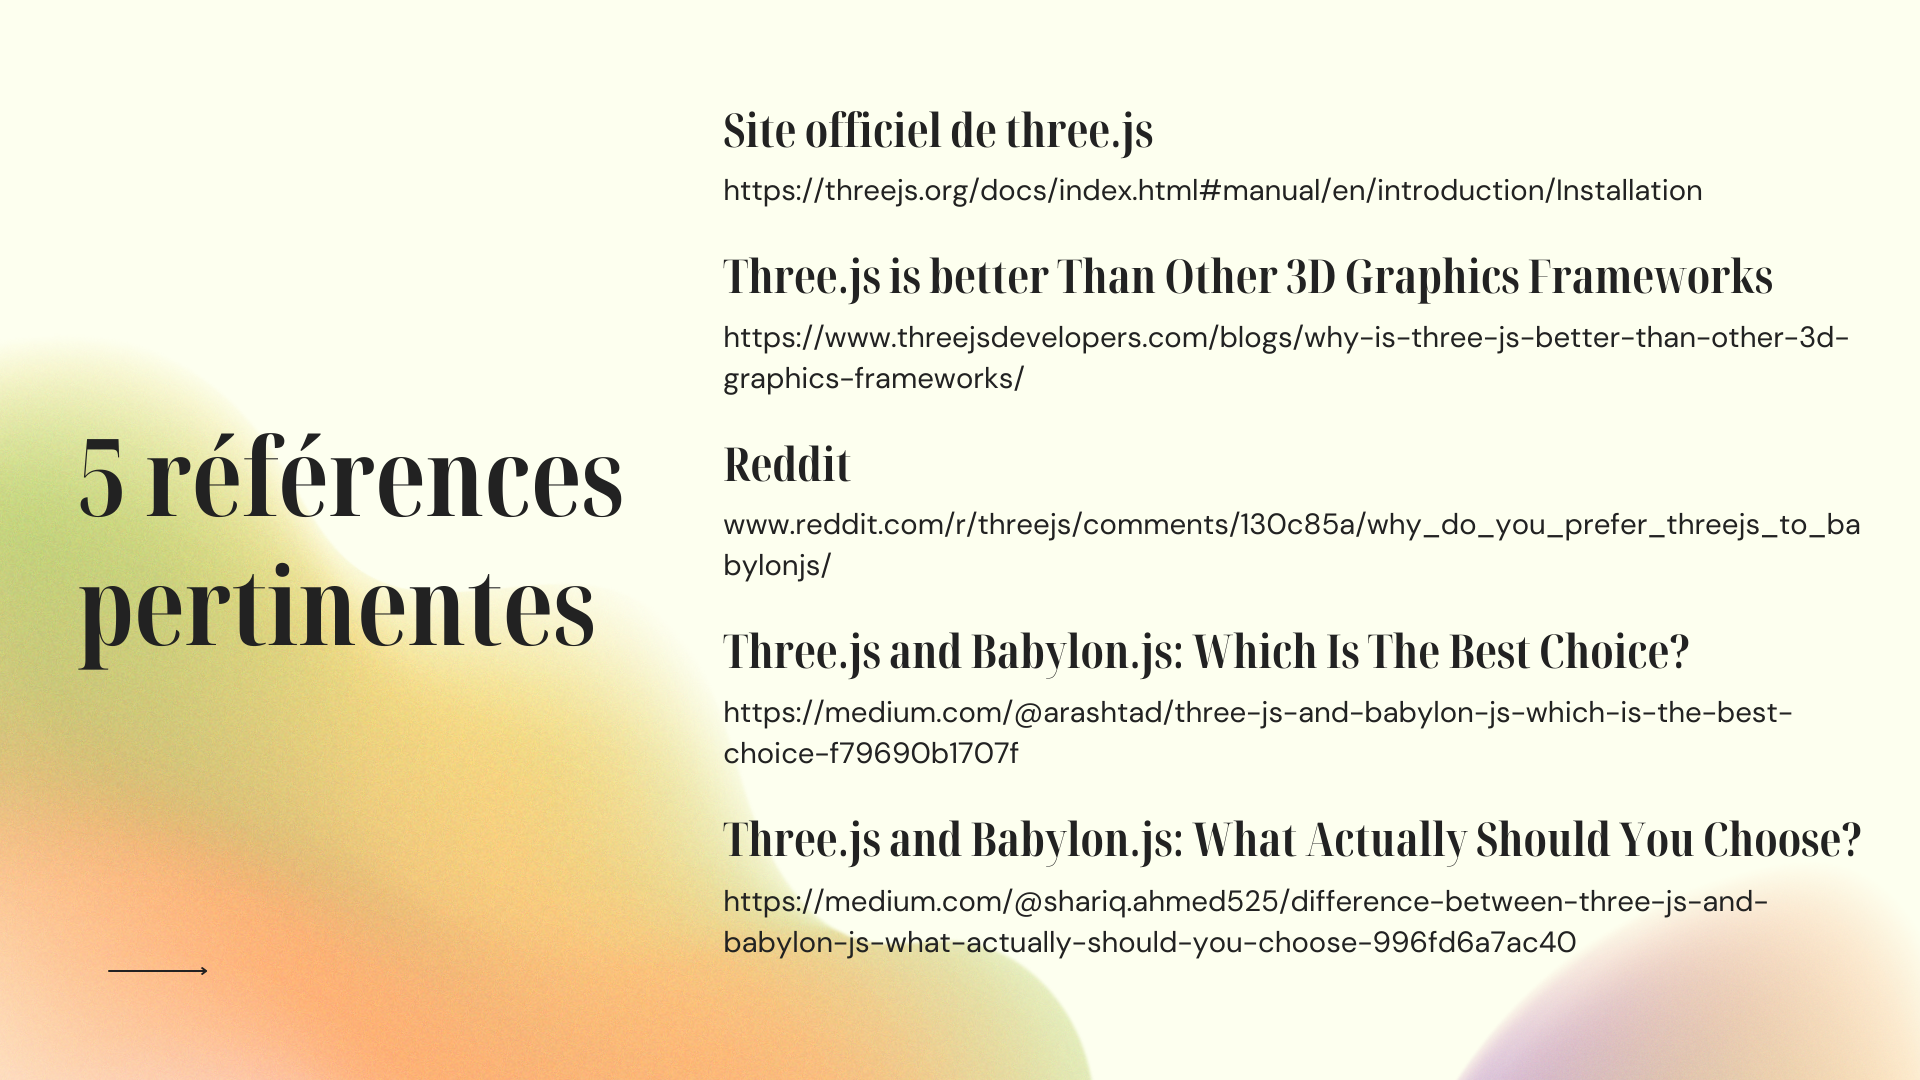 5 références
pertinentes
Site officiel de three.js
https://threejs.org/docs/index.html#manual/en/introduction/Installation
Three.js is better Than Other 3D Graphics Frameworks
https://www.threejsdevelopers.com/blogs/why-is-three-js-better-than-other-3d-
graphics-frameworks/
Reddit
www.reddit.com/r/threejs/comments/130c85a/why_do_you_prefer_threejs_to_ba
bylonjs/
Three.js and Babylon.js: Which Is The Best Choice?
https://medium.com/@arashtad/three-js-and-babylon-js-which-is-the-best-
choice-f79690b1707f
Three.js and Babylon.js: What Actually Should You Choose?
https://medium.com/@shariq.ahmed525/difference-between-three-js-and-
babylon-js-what-actually-should-you-choose-996fd6a7ac40